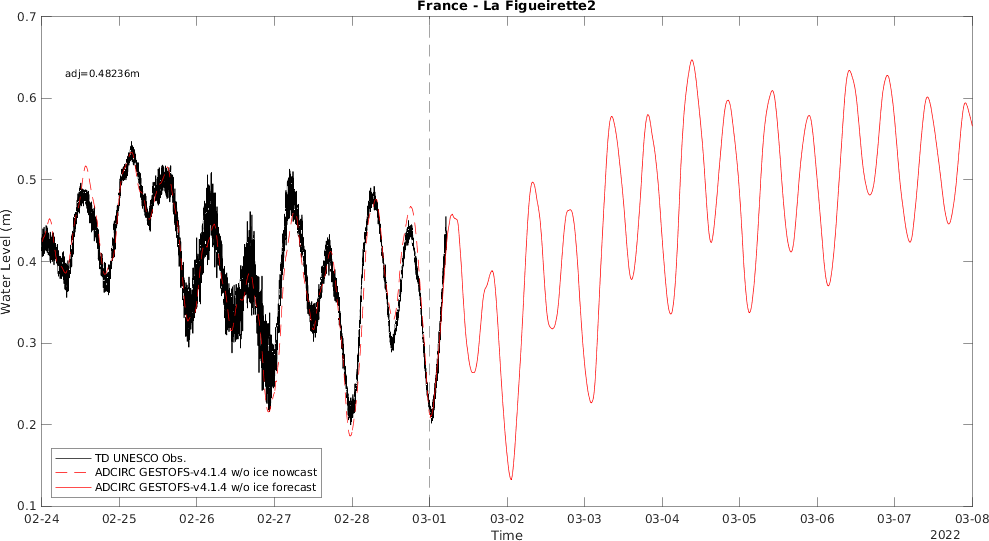 France - La Figueirette2
0.7
0.6
0.5
0.4
0.3
0.2
0.1
Water Level (m)
adj=0.48236m
TD UNESCO Obs.
ADCIRC GESTOFS-v4.1.4 w/o ice nowcast
ADCIRC GESTOFS-v4.1.4 w/o ice forecast
02-24 02-25 02-26 02-27 02-28 03-01 03-02 03-03 03-04 03-05 03-06 03-07 03-08
Time
2022